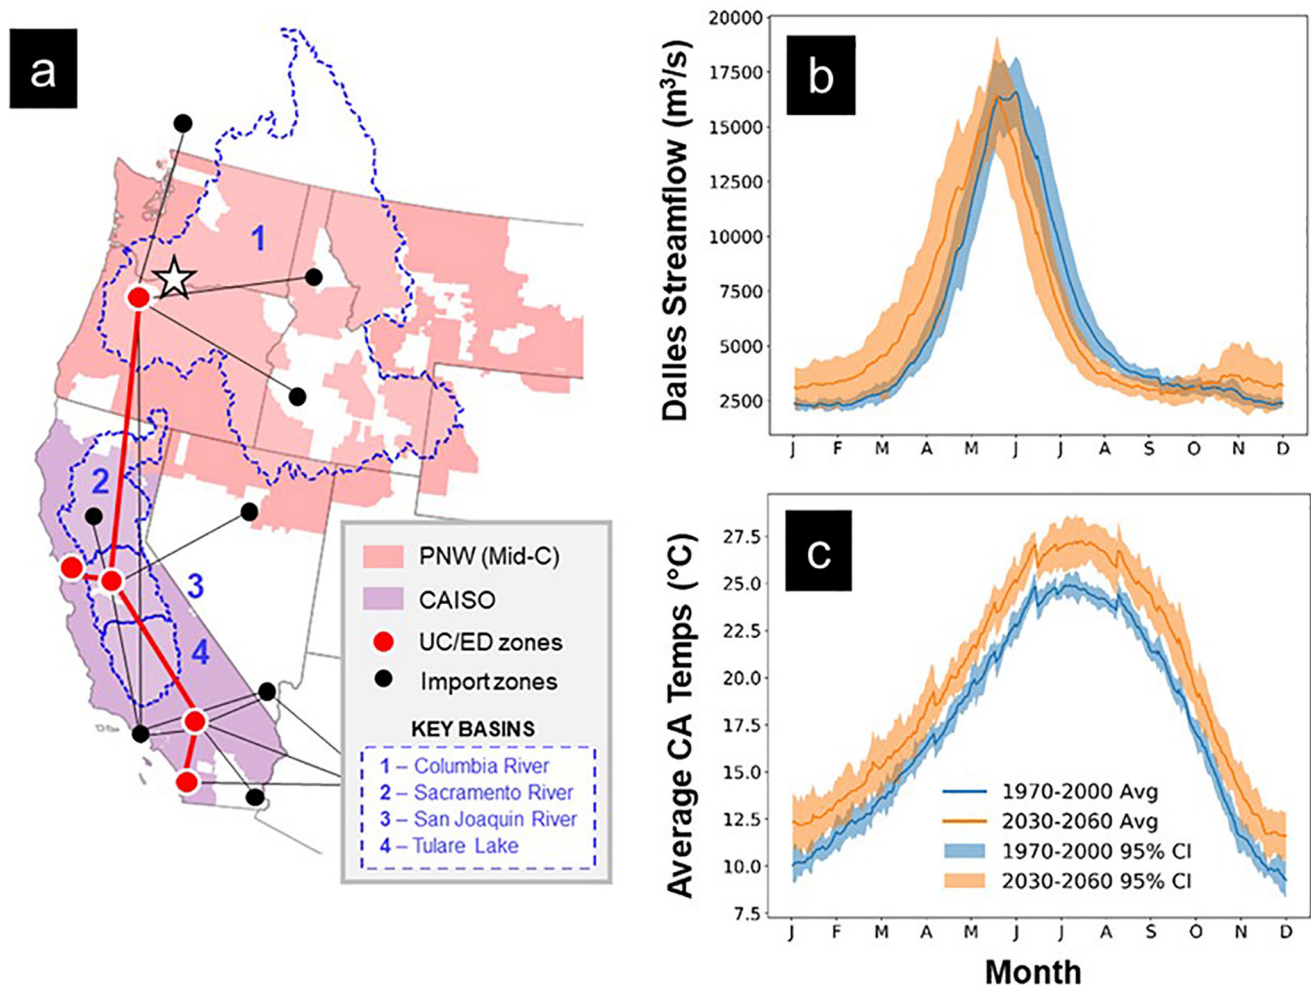 a
1
2
3
4
PNW (Mid-C)
CAISO
UC/ED zones
Import zones
KEY BASINS
1 – Columbia River
2 – Sacramento River
3 – San Joaquin River
4 – Tulare Lake
b
Dalles Streamflow (m³/s)
20000
17500
15000
12500
10000
7500
5000
2500
J F M A M J J A S O N D
c
Average CA Temps (°C)
27.5
25.0
22.5
20.0
17.5
15.0
12.5
10.0
7.5
1970-2000 Avg
2030-2060 Avg
1970-2000 95% CI
2030-2060 95% CI
J F M A M J J A S O N D
Month